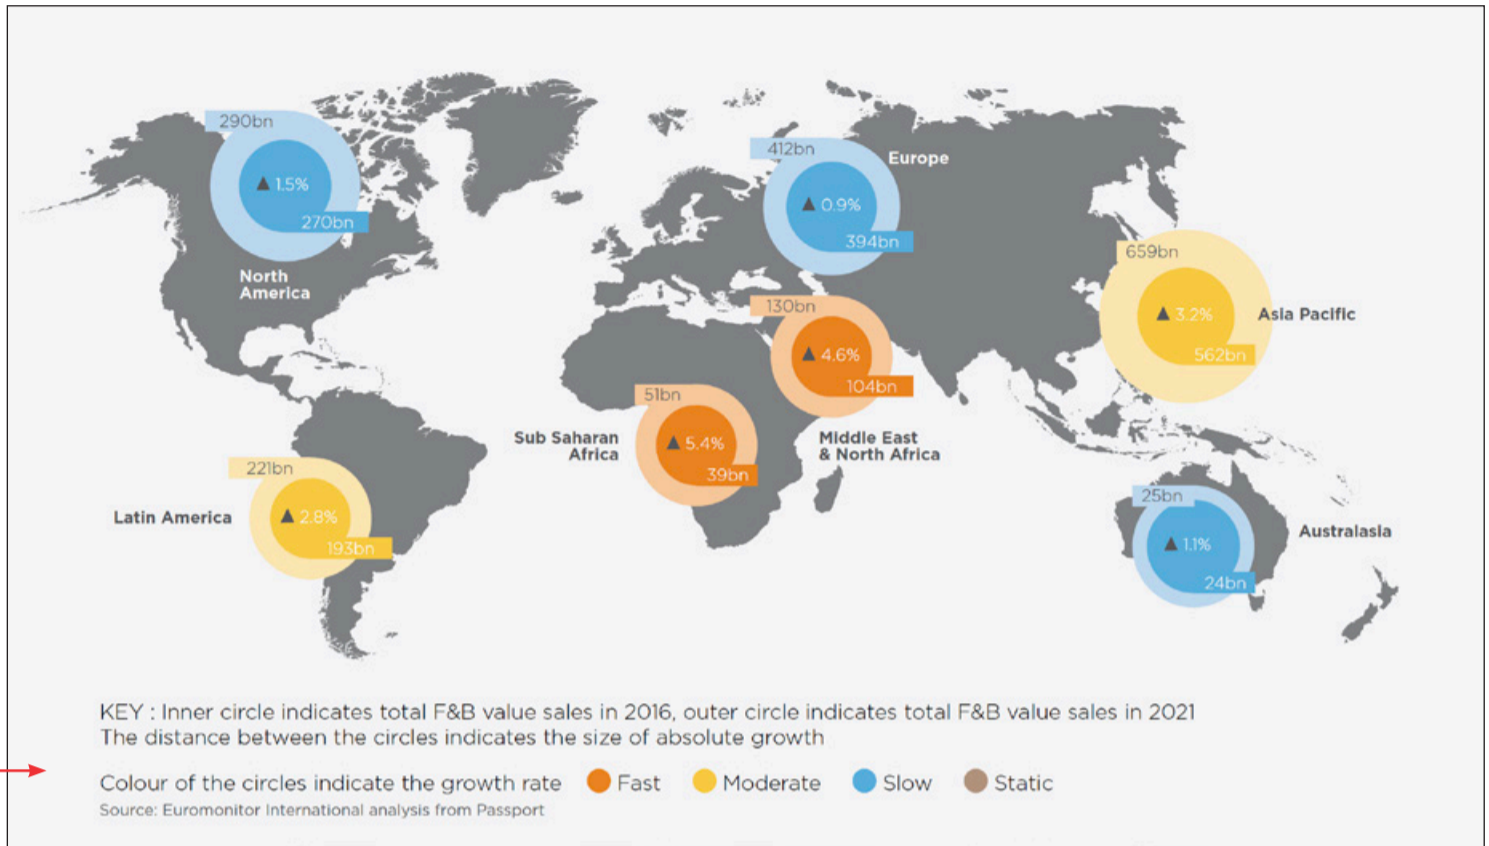 290bn
1.5%
270bn
North
America
412bn
Europe
0.9%
394bn
659bn
3.2%
Asia Pacific
562bn
130bn
4.6%
104bn
Middle East
& North Africa
51bn
Sub Saharan
Africa
5.4%
39bn
221bn
Latin America
2.8%
193bn
25bn
1.1%
Australasia
24bn
KEY : Inner circle indicates total F&B value sales in 2016, outer circle indicates total F&B value sales in 2021
The distance between the circles indicates the size of absolute growth
Colour of the circles indicate the growth rate Fast Moderate Slow Static
Source: Euromonitor International analysis from Passport